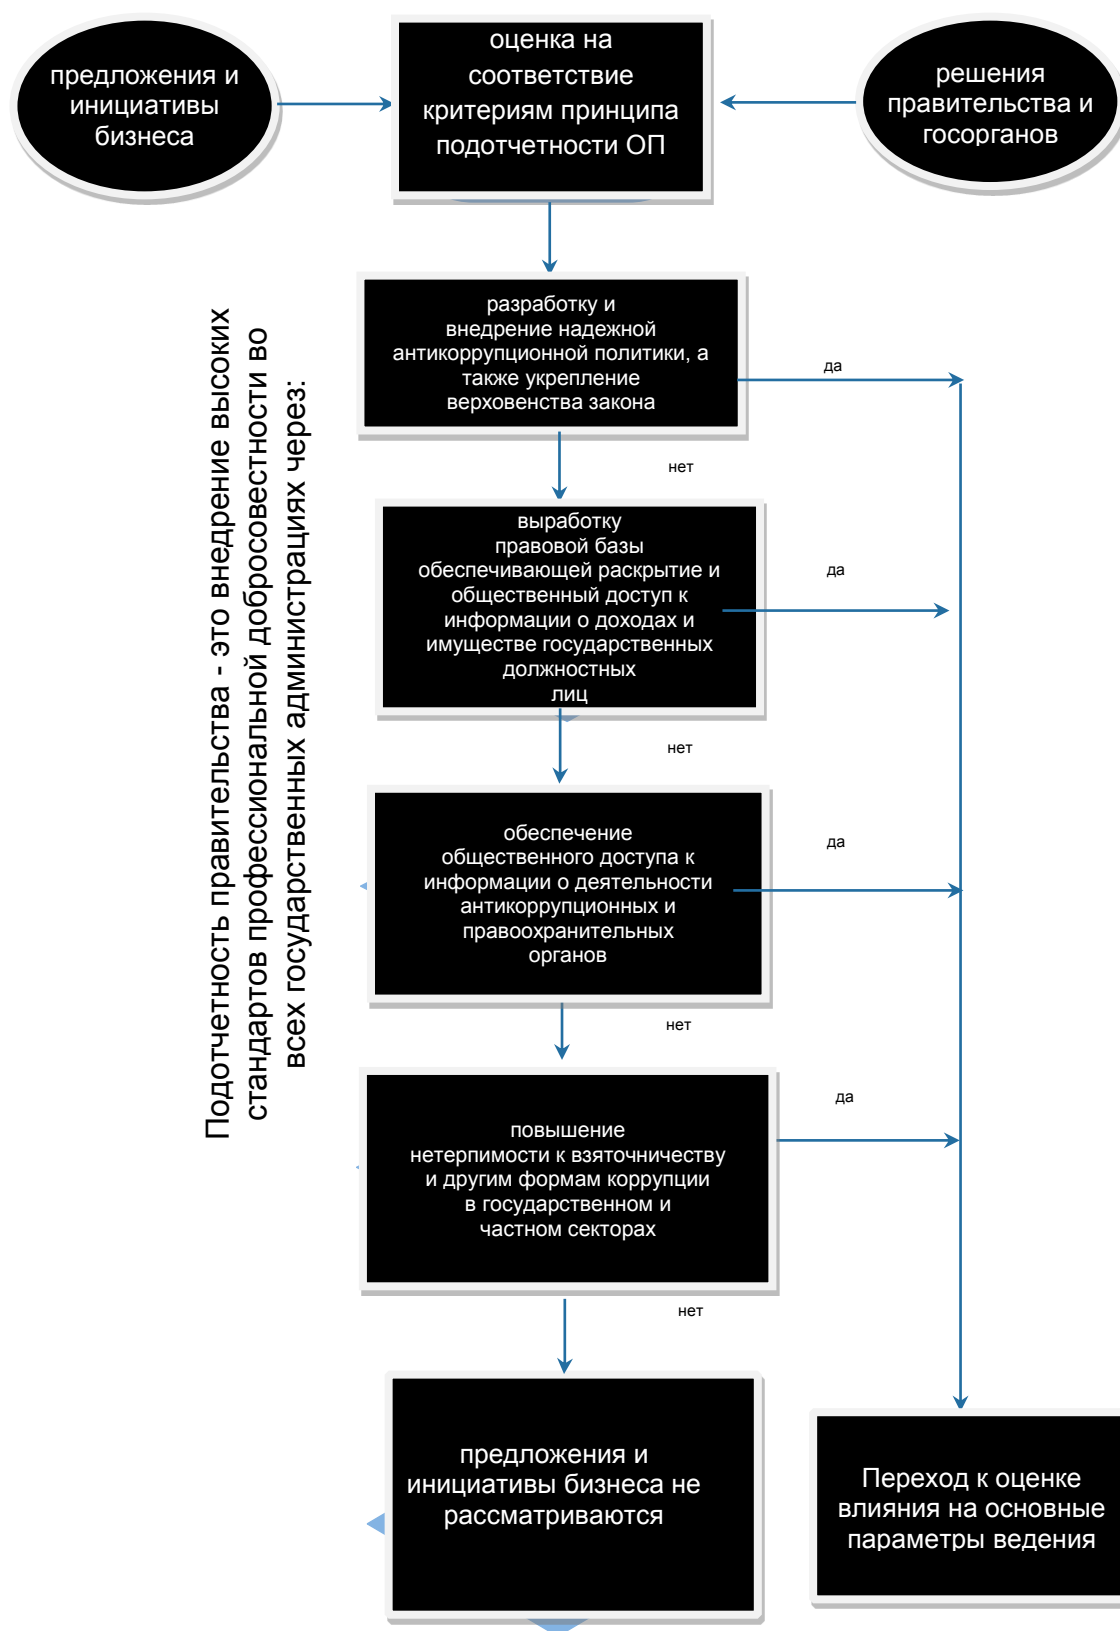 предложения и
инициативы
бизнеса
оценка на
соответствие
критериям принципа
подотчетности ОП
решения
правительства и
госорганов
Подотчетность правительства - это внедрение высоких
стандартов профессиональной добросовестности во
всех государственных администрациях через:
разработку и
внедрение надежной
антикоррупционной политики, а
также укрепление
верховенства закона
да
нет
выработку
правовой базы
обеспечивающей раскрытие и
общественный доступ к
информации о доходах и
имуществе государственных
должностных
лиц
да
нет
обеспечение
общественного доступа к
информации о деятельности
антикоррупционных и
правоохранительных
органов
да
нет
повышение
нетерпимости к взяточничеству
и другим формам коррупции
в государственном и
частном секторах
да
нет
предложения и
инициативы бизнеса не
рассматриваются
Переход к оценке
влияния на основные
параметры ведения